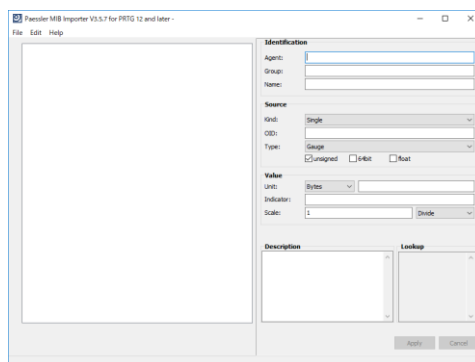 Paessler MIB Importer V3.5.7 for PRTG 12 and later -
File Edit Help
Identification
Agent:
Group:
Name:
Source
Kind: Single
OID:
Type: Gauge
unsigned 64bit float
Value
Unit: Bytes
Indicator:
Scale: 1 Divide
Description Lookup
Apply Cancel